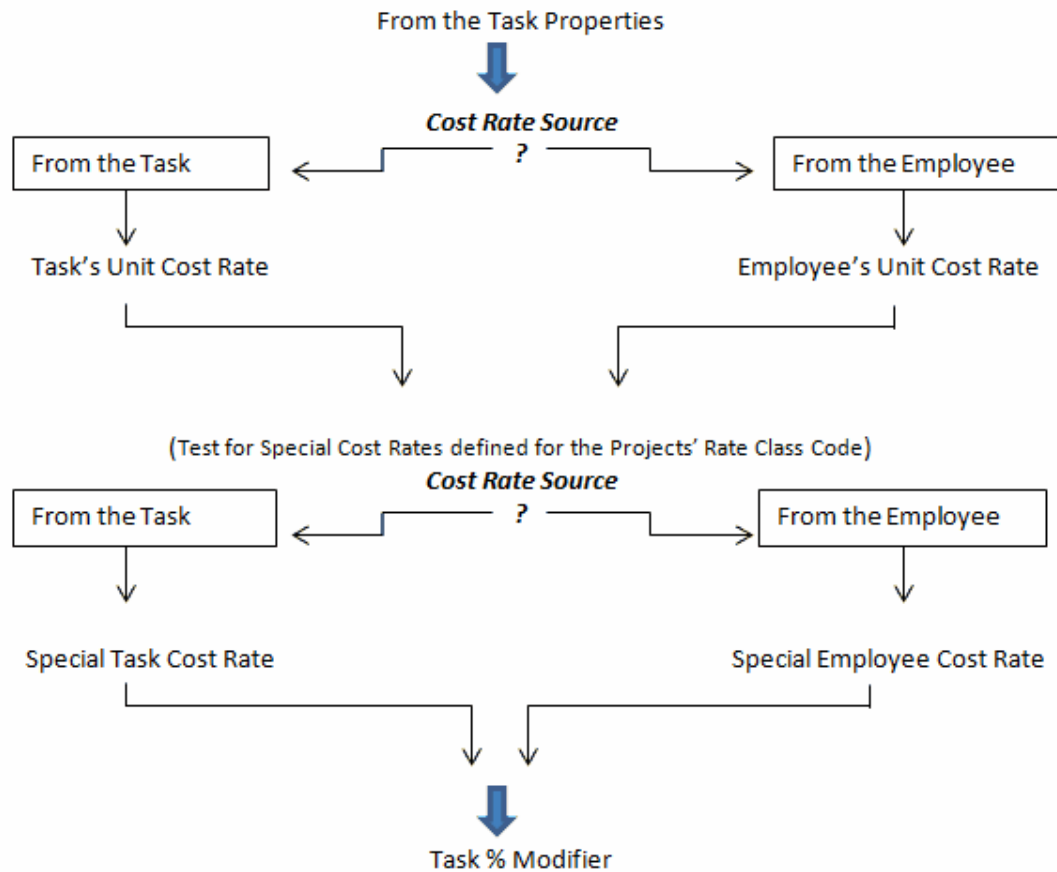 From the Task Properties
Cost Rate Source
?
From the Task
From the Employee
Task’s Unit Cost Rate
Employee’s Unit Cost Rate
(Test for Special Cost Rates defined for the Projects’ Rate Class Code)
Cost Rate Source
?
From the Task
From the Employee
Special Task Cost Rate
Special Employee Cost Rate
Task % Modifier